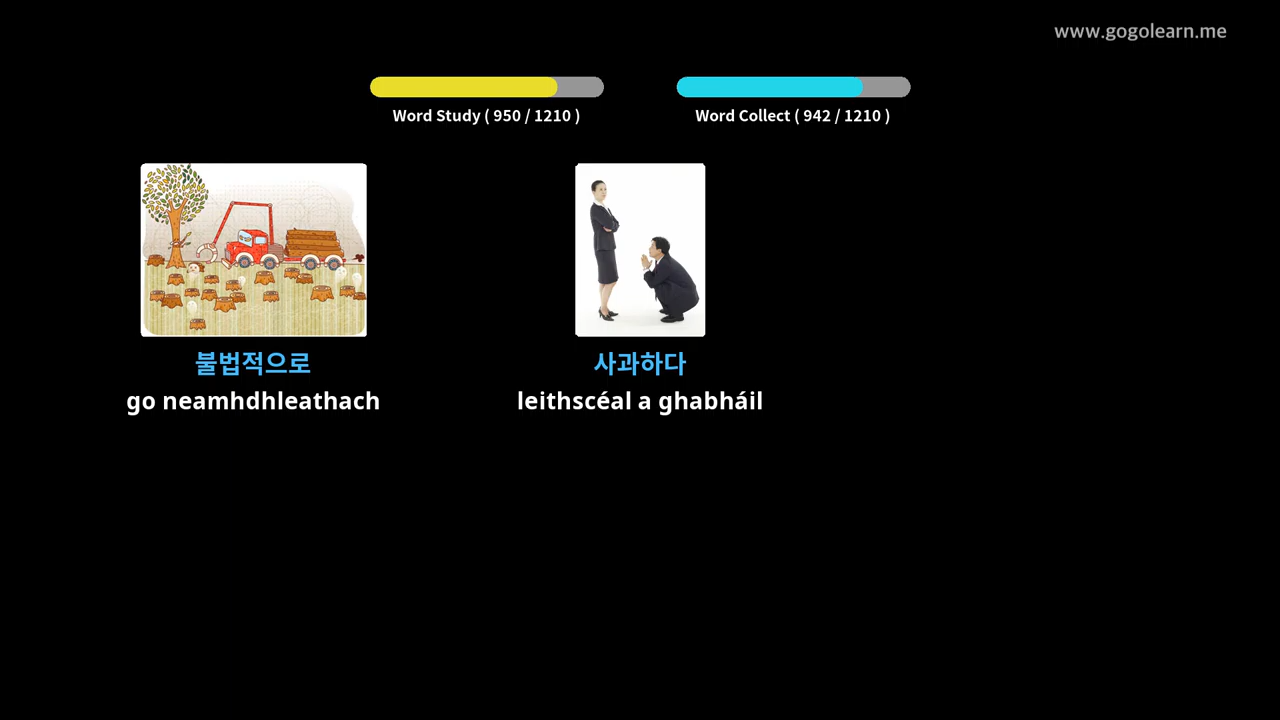 www.gogolearn.me
Word Study ( 950 / 1210 )
Word Collect ( 942 / 1210 )
불법적으로
go neamhdhleathach
사과하다
leithscéal a ghabháil